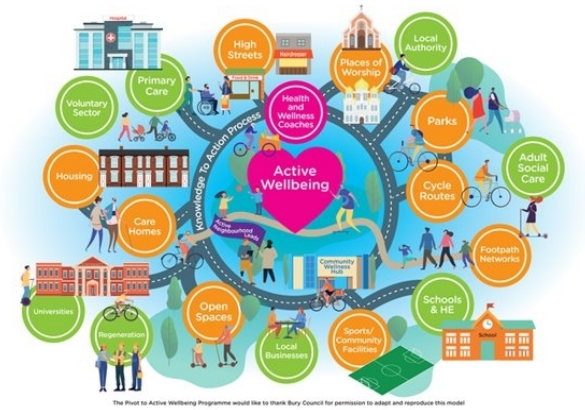 Hospital
High
Streets
Hairdresser
Places of
Worship
Local
Authority
Primary
Care
Food & Drink
Voluntary
Sector
Health
and
Wellness
Coaches
Parks
Knowledge To Action Process
Active
Wellbeing
Adult
Social
Care
Housing
Cycle
Routes
Care
Homes
Active
Neighbourhood
Leads
Footpath
Networks
Community
Wellness
Hub
Universities
Regeneration
Open
Spaces
Local
Businesses
Sports/
Community
Facilities
Schools
& HE
School
The Pivot to Active Wellbeing Programme would like to thank Bury Council for permission to adapt and reproduce this model